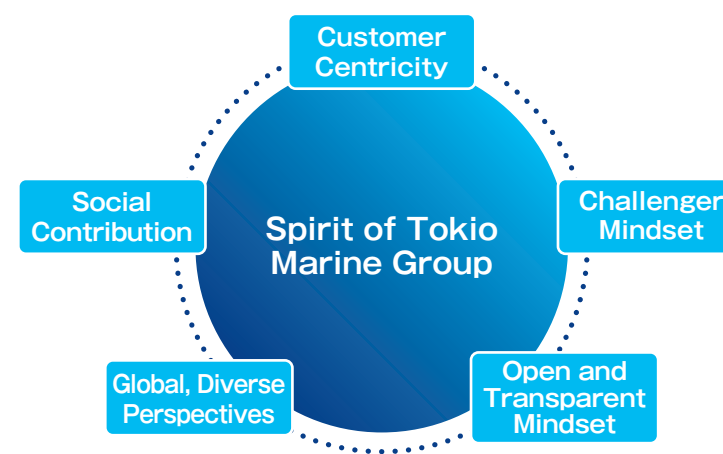 Customer
Centricity
Social
Contribution
Spirit of Tokio
Marine Group
Challenger
Mindset
Global, Diverse
Perspectives
Open and
Transparent
Mindset